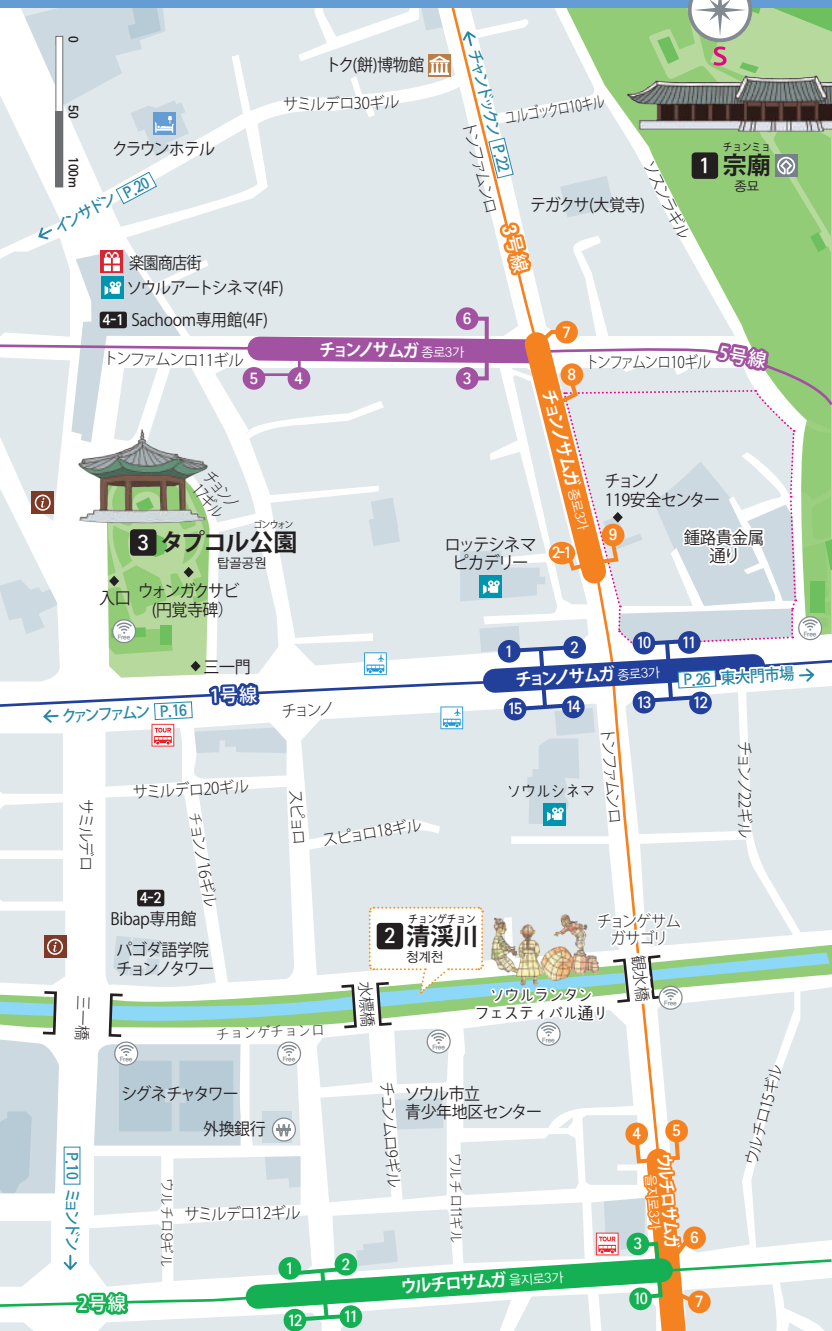 S
0
50
100m
トク(餅)博物館
サミルデロ30ギル
クラウンホテル
←インサドン P.20
←チャンドックン P.22
トンファムンロ
ユルゴックロ10キル
ソスンラギル
テガクサ(大覚寺)
チョンミョ
1 宗廟
종묘
3号線
楽園商店街
ソウルアートシネマ(4F)
4-1 Sachoom専用館(4F)
6
7
チョンノサムガ 종로3가
トンファムンロ11ギル
5
4
3
8
トンファムンロ10ギル
5号線
チョンノサムガ 종로3가
チョンノ
17ギル
ゴンウォン
3 タプコル公園
탑골공원
入口
ウォンガクサビ
(円覚寺碑)
Free
三一門
ロッテシネマ
ピカデリー
2-1
9
チョンノ
119安全センター
鍾路貴金属
通り
Free
1
2
10
11
チョンノサムガ 종로3가
P.26 東大門市場→
15
14
13
12
1号線
←クァンファムン P.16
チョンノ
TOUR
サミルデロ20ギル
サミルデロ
チョンノ16ギル
スピョロ
スピョロ18ギル
ソウルシネマ
トンファムンロ
チョンノ22ギル
4-2
Bibap専用館
パゴダ語学院
チョンノタワー
チョンゲチョン
2 清渓川
청계천
チョンゲサム
ガサゴリ
三一橋
水標橋
観水橋
ソウルランタン
フェスティバル通り
Free
チョンゲチョンロ
Free
Free
Free
Free
シグネチャタワー
外換銀行
チュンムロ9ギル
ソウル市立
青少年地区センター
ウルチロ15ギル
P.10 ミョンドン→
ウルチロ9ギル
サミルデロ12ギル
ウルチロ11ギル
4
5
ウルチロサムガ
을지로3가
TOUR
3
6
1
2
ウルチロサムガ 을지로3가
10
7
2号線
12
11